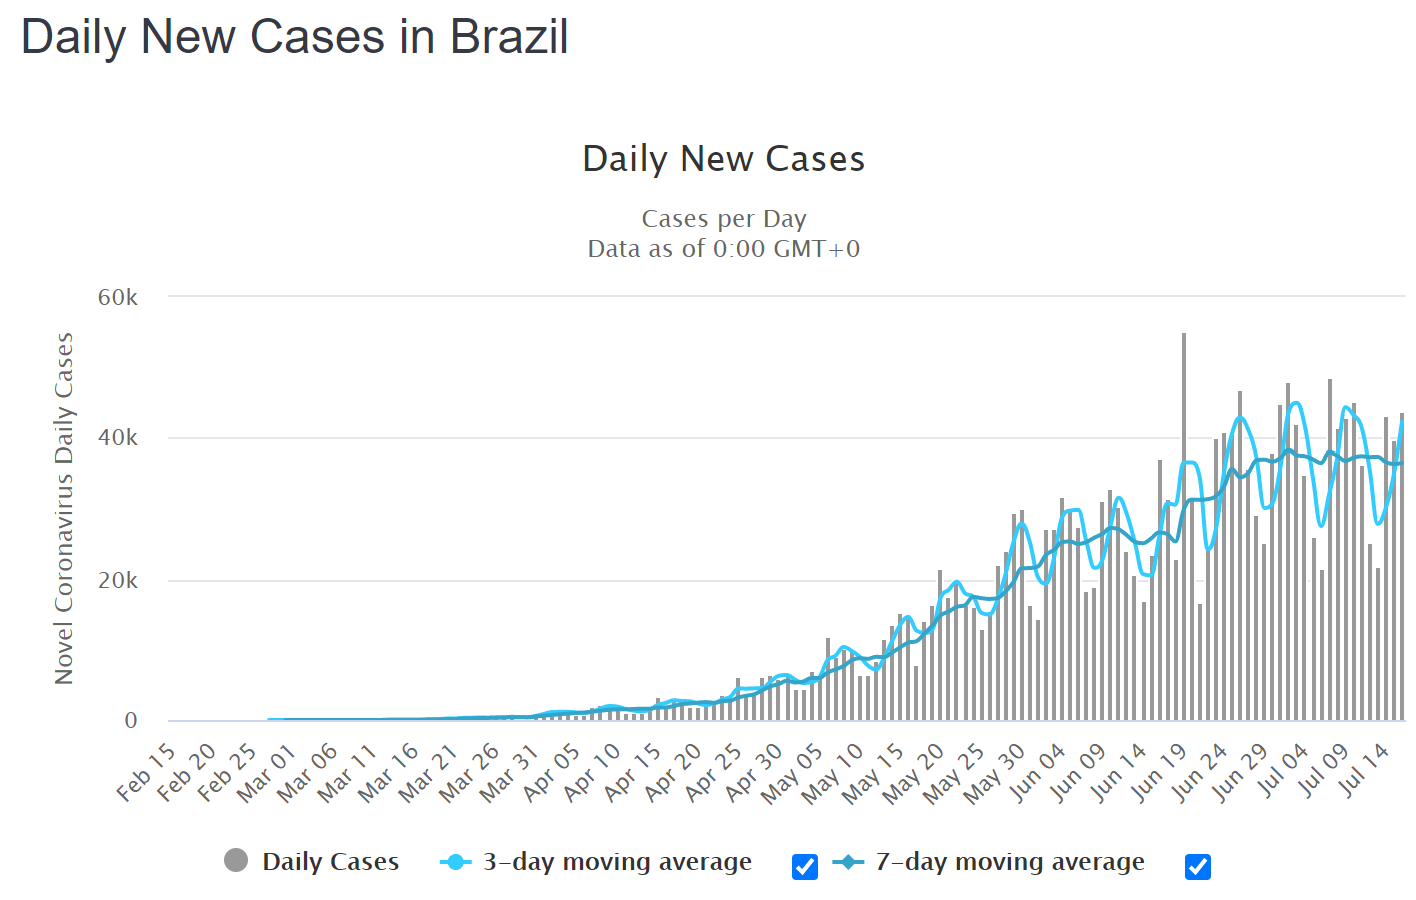 Daily New Cases in Brazil
Daily New Cases
Cases per Day
Data as of 0:00 GMT+0
Novel Coronavirus Daily Cases
60k
40k
20k
0
Feb 15 Feb 20 Feb 25 Mar 01 Mar 06 Mar 11 Mar 16 Mar 21 Mar 26 Mar 31 Apr 05 Apr 10 Apr 15 Apr 20 Apr 25 Apr 30 May 05 May 10 May 15 May 20 May 25 May 30 Jun 04 Jun 09 Jun 14 Jun 19 Jun 24 Jun 29 Jul 04 Jul 09 Jul 14
Daily Cases 3-day moving average 7-day moving average